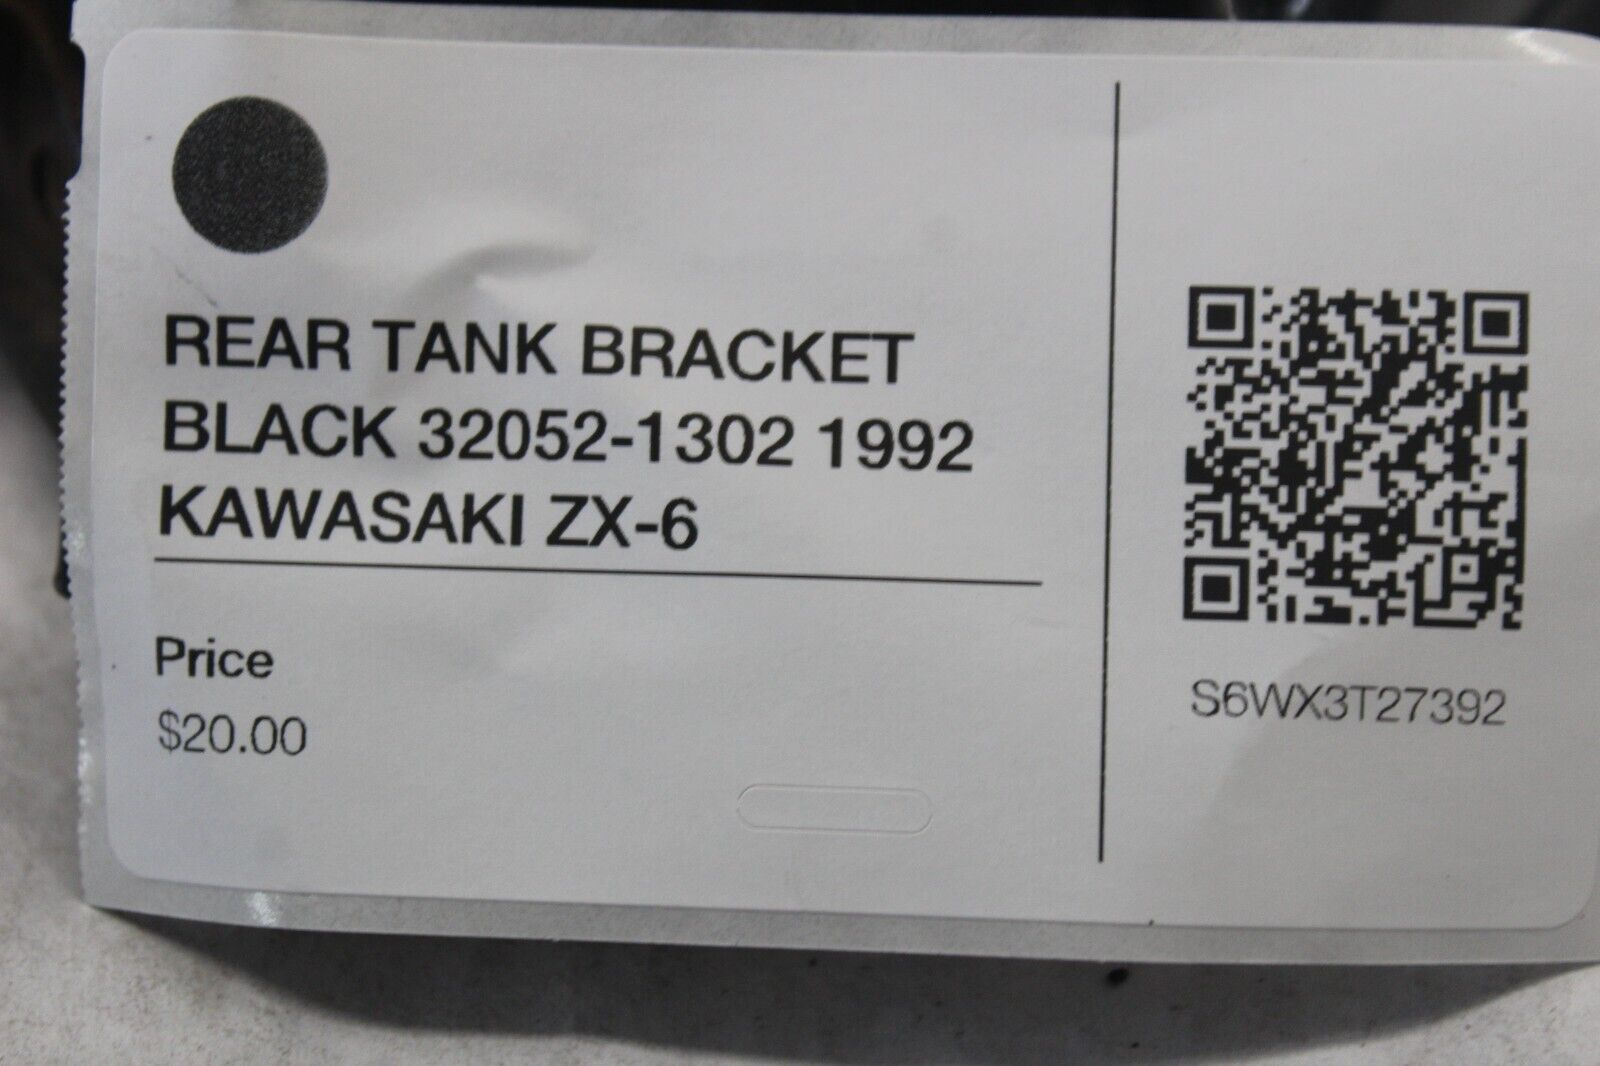 REAR TANK BRACKET
BLACK 32052-1302 1992
KAWASAKI ZX-6
Price
$20.00
S6WX3T27392